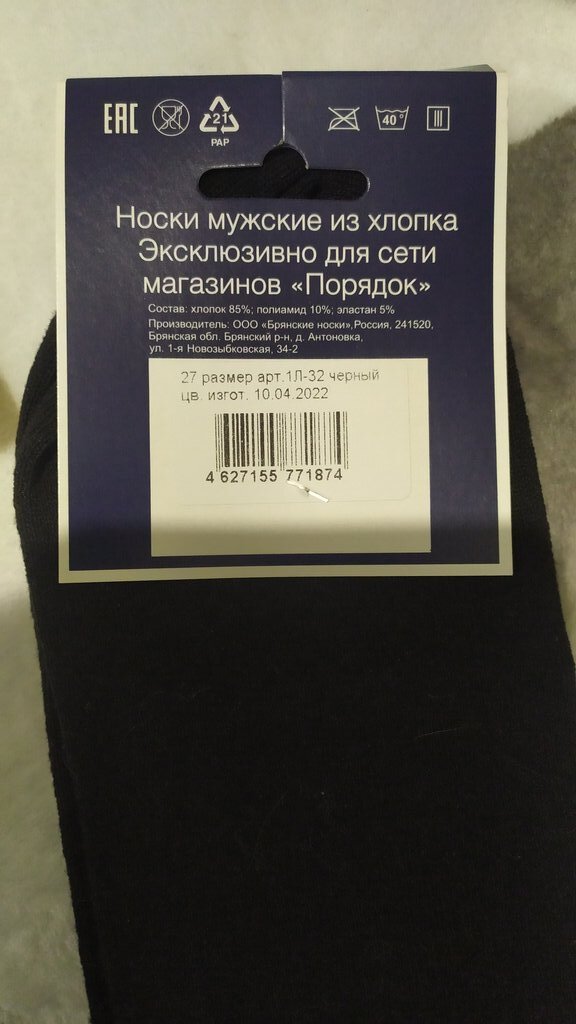 EAC
21
PAP
40°
Носки мужские из хлопка
Эксклюзивно для сети
магазинов «Порядок»
Состав: хлопок 85%; полиамид 10%; эластан 5%
Производитель: ООО «Брянские носки»,Россия, 241520,
Брянская обл. Брянский р-н, д. Антоновка,
ул. 1-я Новозыбковская, 34-2
27 размер арт.1Л-32 черный
цв. изгот. 10.04.2022
4 627155 771874